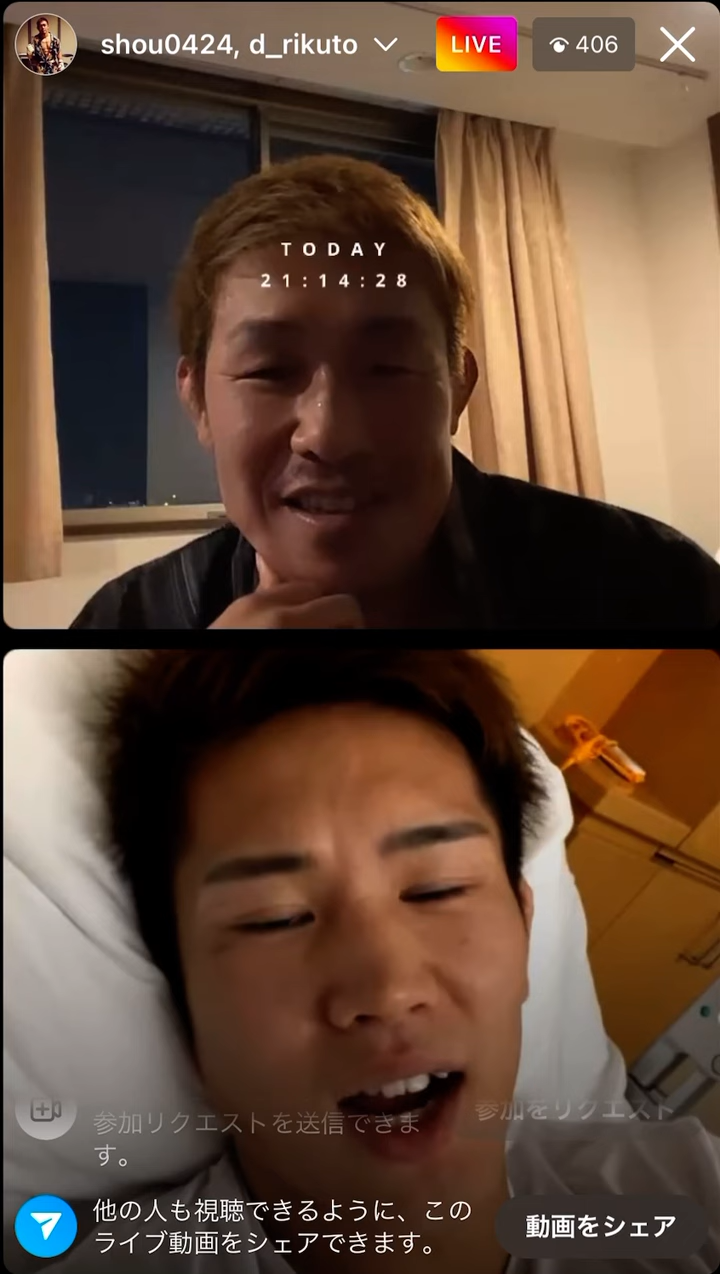 shou0424, d_rikuto
LIVE
406
TODAY
21:14:28
参加リクエストを送信できま
す。
参加をリクエスト
他の人も視聴できるように、この
ライブ動画をシェアできます。
動画をシェア